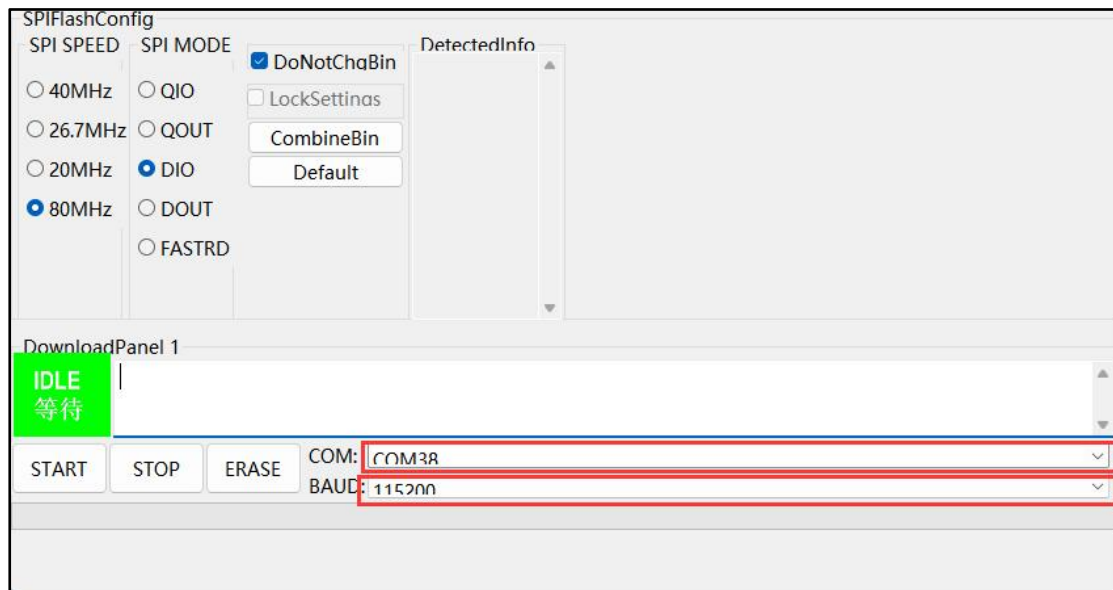 SPIFlashConfig
SPI SPEED
40MHz
26.7MHz
20MHz
80MHz
SPI MODE
QIO
QOUT
DIO
DOUT
FASTRD
DoNotChgBin
LockSettings
CombineBin
Default
DetectedInfo
DownloadPanel 1
IDLE
等待
START
STOP
ERASE
COM: COM38
BAUD: 115200